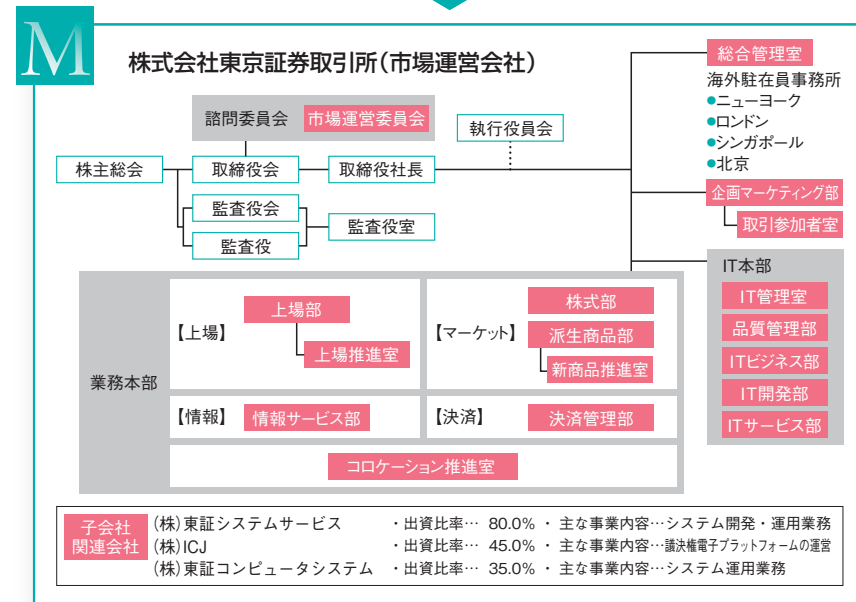 M
株式会社東京証券取引所（市場運営会社）
諮問委員会 市場運営委員会
執行役員会
株主総会 取締役会 取締役社長
監査役会
監査役室
監査役
総合管理室
海外駐在員事務所
●ニューヨーク
●ロンドン
●シンガポール
●北京
企画マーケティング部
取引参加者室
IT本部
IT管理室
品質管理部
ITビジネス部
IT開発部
ITサービス部
業務本部
【上場】
上場部
上場推進室
【マーケット】
株式部
派生商品部
新商品推進室
【情報】 情報サービス部
【決済】 決済管理部
コロケーション推進室
子会社
関連会社
(株)東証システムサービス ・出資比率… 80.0% ・ 主な事業内容…システム開発・運用業務
(株)ICJ ・出資比率… 45.0% ・ 主な事業内容…議決権電子プラットフォームの運営
(株)東証コンピュータシステム ・出資比率… 35.0% ・ 主な事業内容…システム運用業務